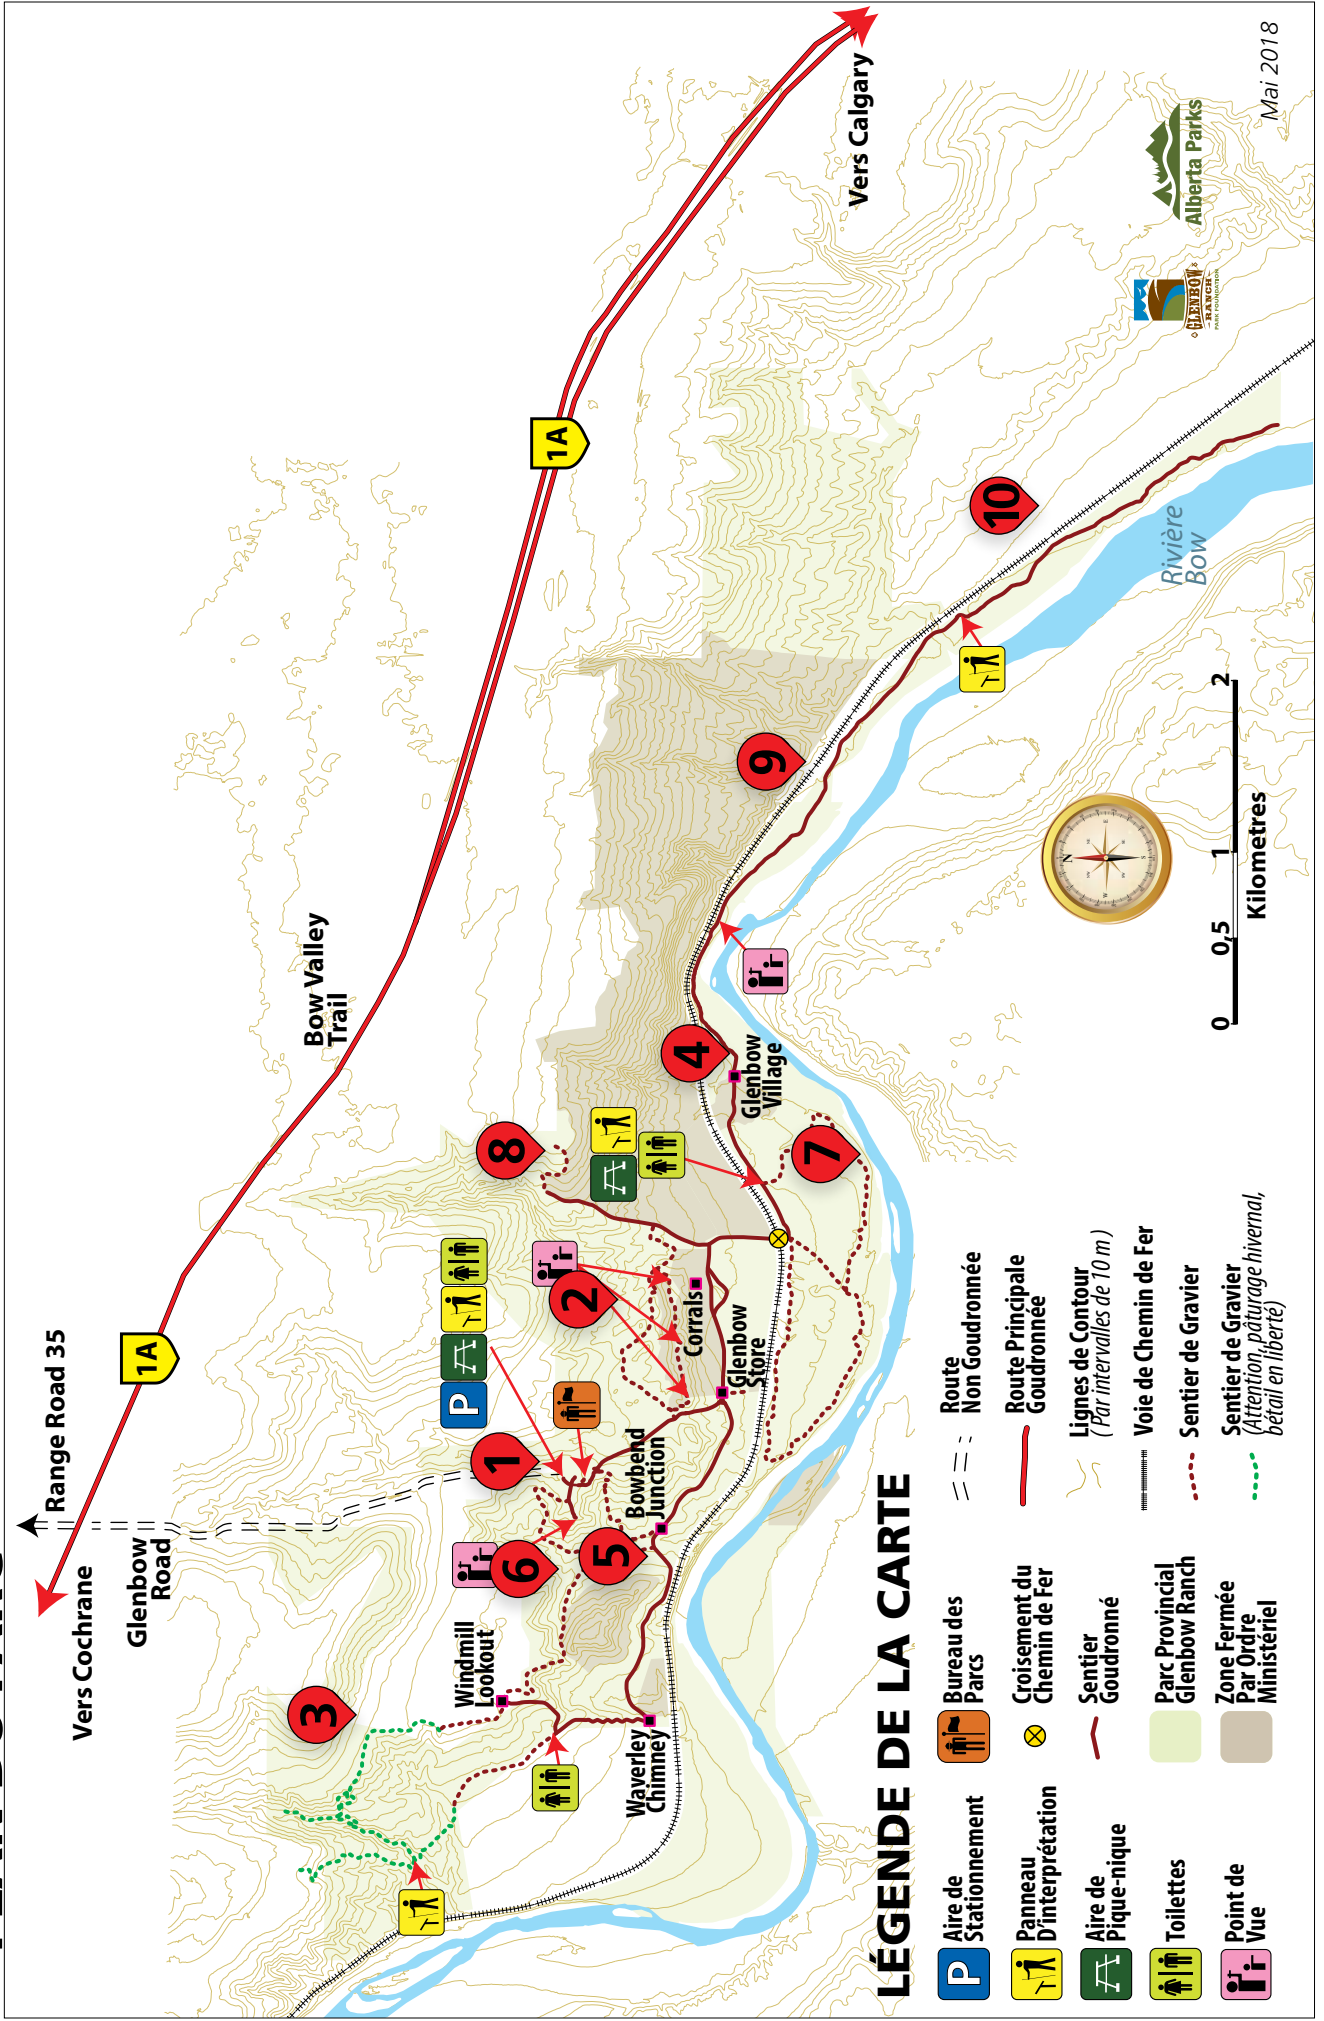 Range Road 35
Vers Cochrane
Glenbow
Road
1A
Bow Valley
Trail
1A
Vers Calgary
3
Windmill
Lookout
Waverley
Chimney
6
5
1
P
Bowbend
Junction
2
Corrals
Glenbow
Store
8
4
Glenbow
Village
7
9
10
Rivière
Bow
N
0
0,5
1
2
Kilometres
GLENBOW
RANCH
PARK FOUNDATION
Alberta Parks
Mai 2018
LÉGENDE DE LA CARTE
P
Aire de
Stationnement
Panneau
D'interprétation
Aire de
Pique-nique
Toilettes
Point de
Vue
Bureau des
Parcs
Croisement du
Chemin de Fer
Sentier
Goudronné
Parc Provincial
Glenbow Ranch
Zone Fermée
Par Ordre
Ministériel
Route
Non Goudronnée
Route Principale
Goudronnée
Lignes de Contour
(Par intervalles de 10 m)
Voie de Chemin de Fer
Sentier de Gravier
Sentier de Gravier
(Attention, pâturage hivernal,
bétail en liberté)